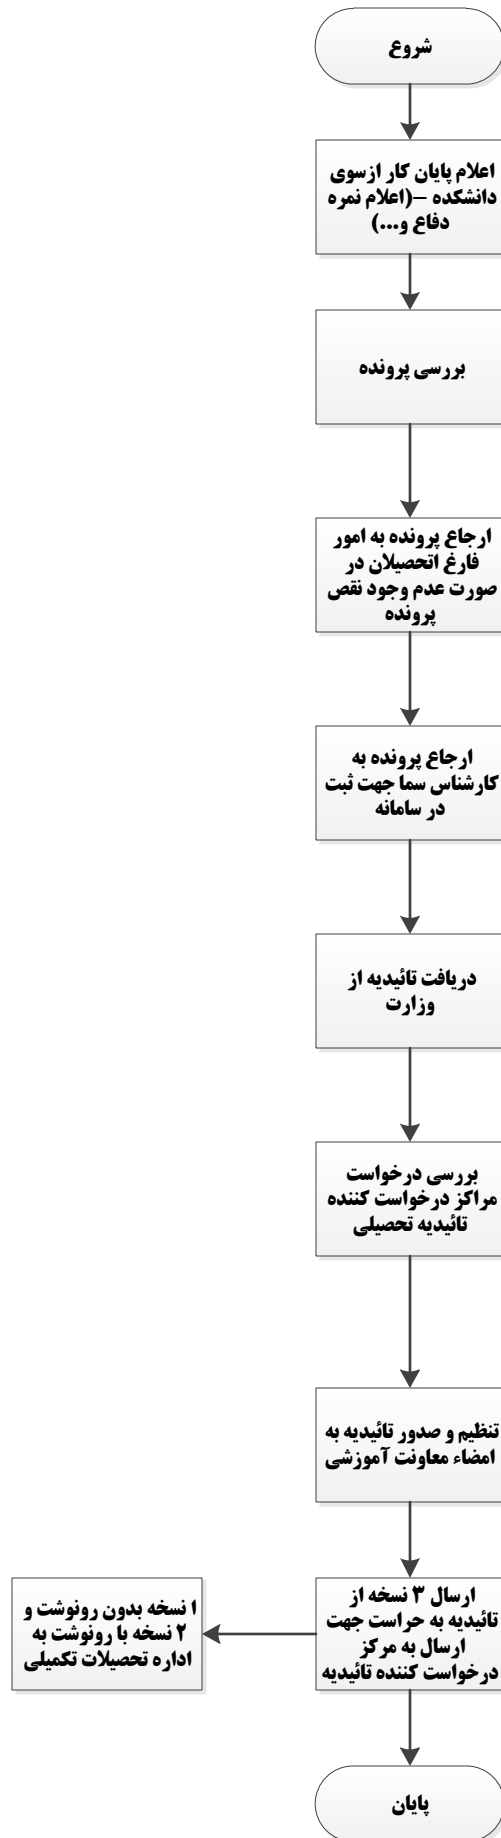 شروع
اعلام پایان کار ازسوی
دانشکده –(اعلام نمره
دفاع و...)
بررسی پرونده
ارجاع پرونده به امور
فارغ اتحصیلان در
صورت عدم وجود نقص
پرونده
ارجاع پرونده به
کارشناس سما جهت ثبت
در سامانه
دریافت تائیدیه از
وزارت
بررسی درخواست
مراکز درخواست کننده
تائیدیه تحصیلی
تنظیم و صدور تائیدیه به
امضاء معاونت آموزشی
ارسال ۳ نسخه از
تائیدیه به حراست جهت
ارسال به مرکز
درخواست کننده تائیدیه
۱ نسخه بدون رونوشت و
۲ نسخه با رونوشت به
اداره تحصیلات تکمیلی
پایان